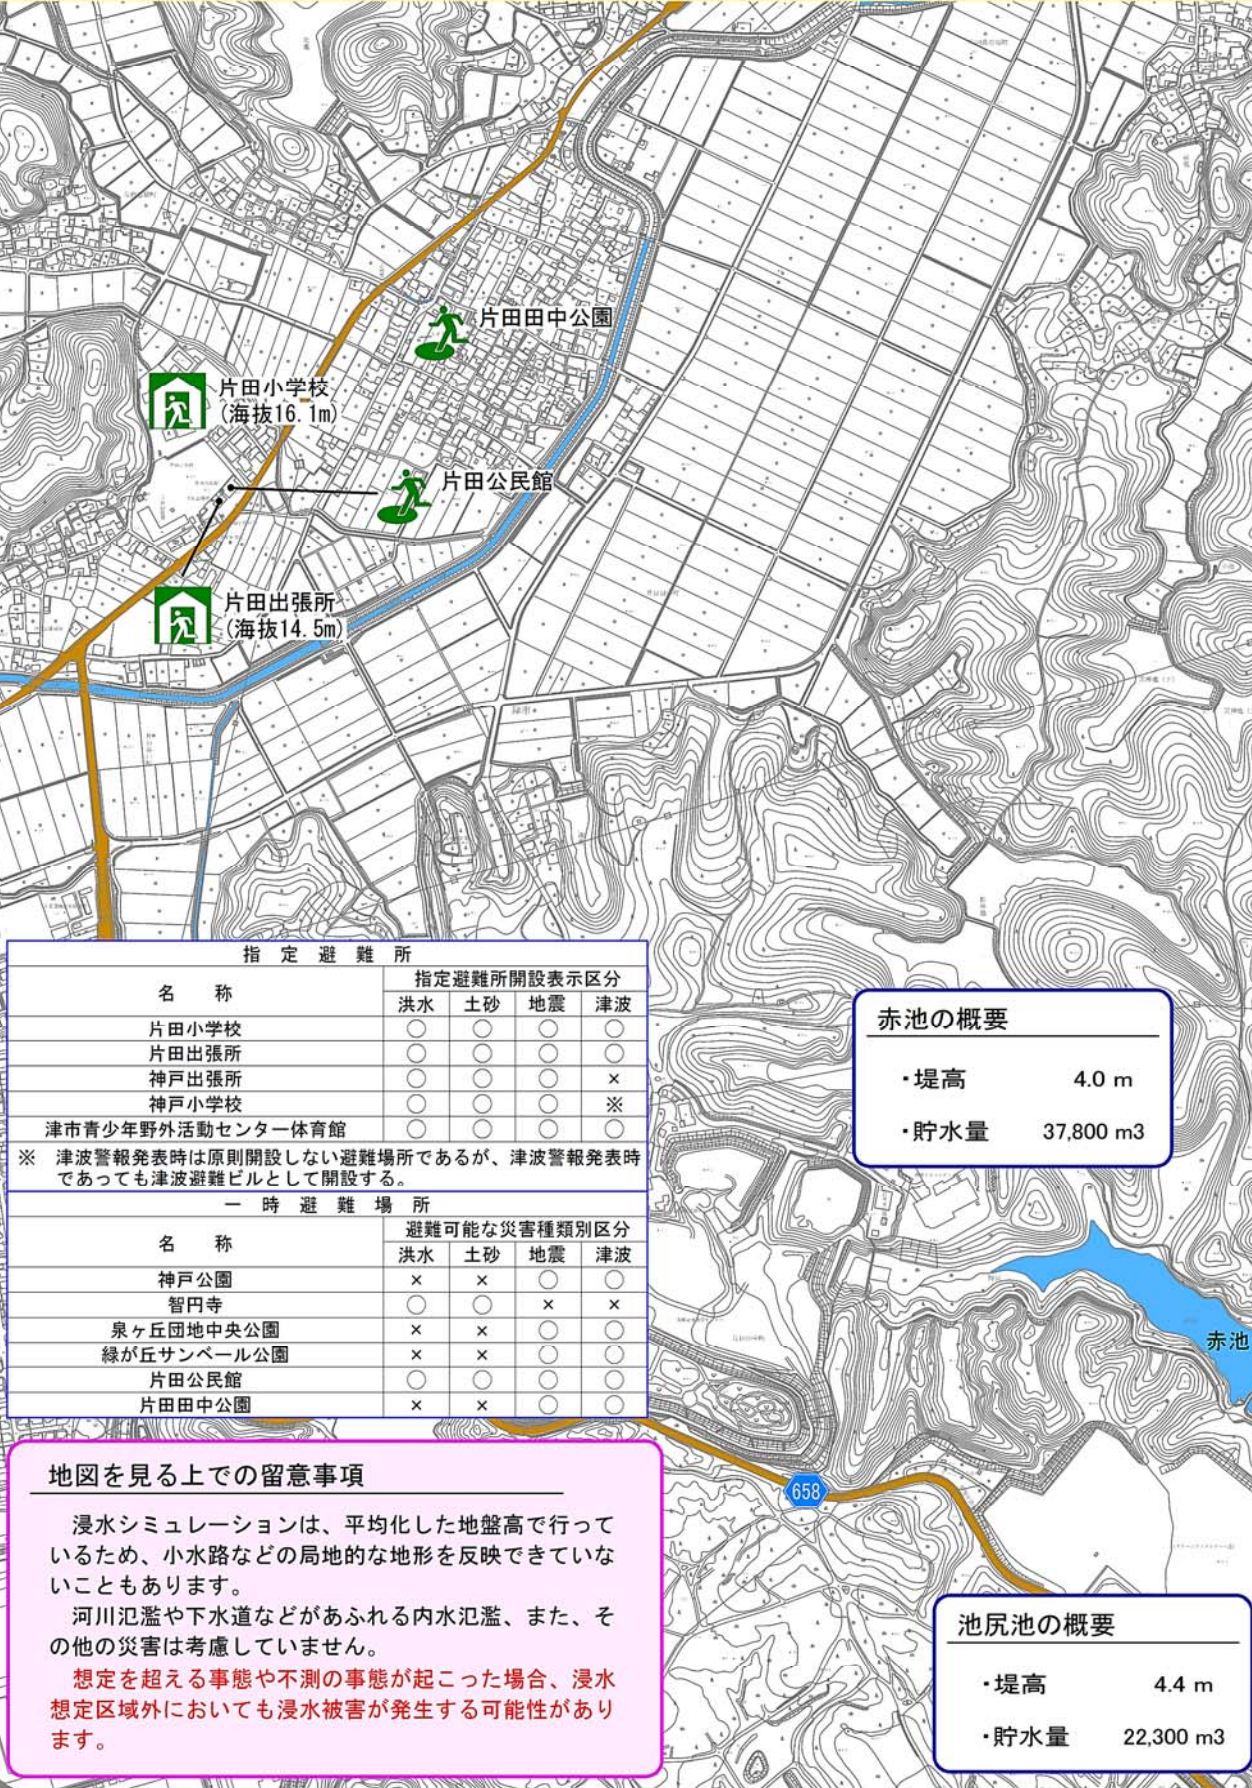 片田田中公園
片田小学校
(海抜16.1m)
片田公民館
片田出張所
(海抜14.5m)
指定避難所
名称 指定避難所開設表示区分
洪水 土砂 地震 津波
片田小学校 ○ ○ ○ ○
片田出張所 ○ ○ ○ ○
神戸出張所 ○ ○ ○ ×
神戸小学校 ○ ○ ○ ※
津市青少年野外活動センター体育館 ○ ○ ○ ○
※ 津波警報発表時は原則開設しない避難場所であるが、津波警報発表時
であっても津波避難ビルとして開設する。
一時避難場所
名称 避難可能な災害種類別区分
洪水 土砂 地震 津波
神戸公園 × × ○ ○
智円寺 ○ ○ × ×
泉ヶ丘団地中央公園 × × ○ ○
緑が丘サンベール公園 × × ○ ○
片田公民館 ○ ○ ○ ○
片田田中公園 × × ○ ○
赤池の概要
・堤高 4.0 m
・貯水量 37,800 m3
赤池
658
地図を見る上での留意事項
浸水シミュレーションは、平均化した地盤高で行って
いるため、小水路などの局地的な地形を反映できていな
いこともあります。
河川氾濫や下水道などがあふれる内水氾濫、また、そ
の他の災害は考慮していません。
想定を超える事態や不測の事態が起こった場合、浸水
想定区域外においても浸水被害が発生する可能性があり
ます。
池尻池の概要
・堤高 4.4 m
・貯水量 22,300 m3